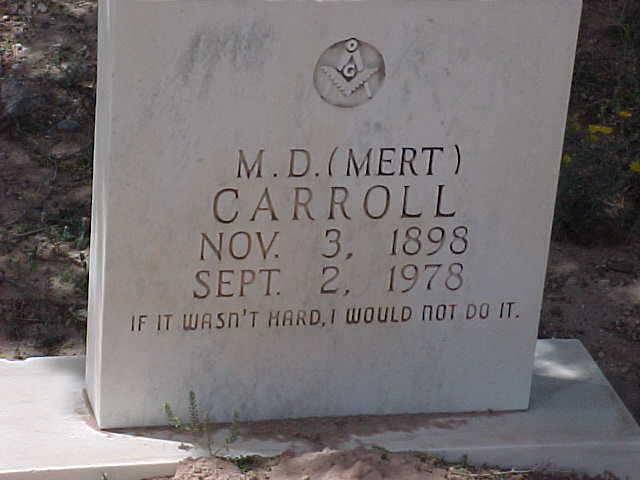 G
M.D.(MERT)
CARROLL
NOV. 3, 1898
SEPT. 2, 1978
IF IT WASN'T HARD, I WOULD NOT DO IT.